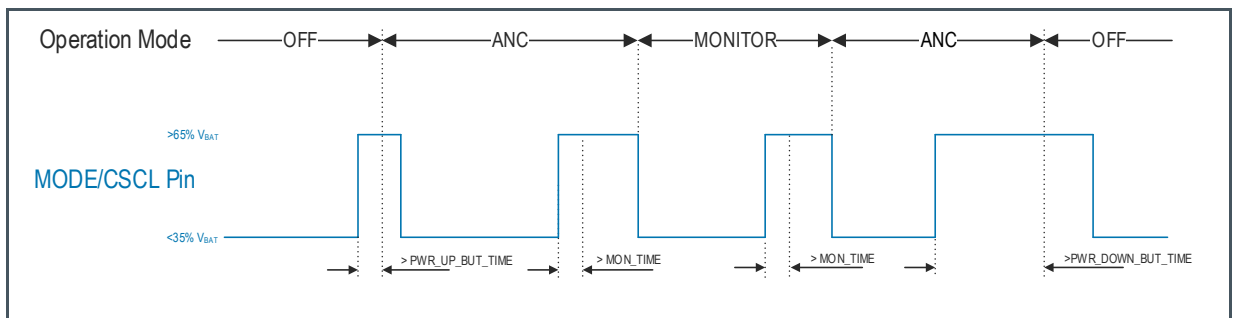 Operation Mode OFF ANC MONITOR ANC OFF
>65% VBAT
MODE/CSCL Pin
<35% VBAT
> PWR_UP_BUT_TIME > MON_TIME > MON_TIME >PWR_DOWN_BUT_TIME